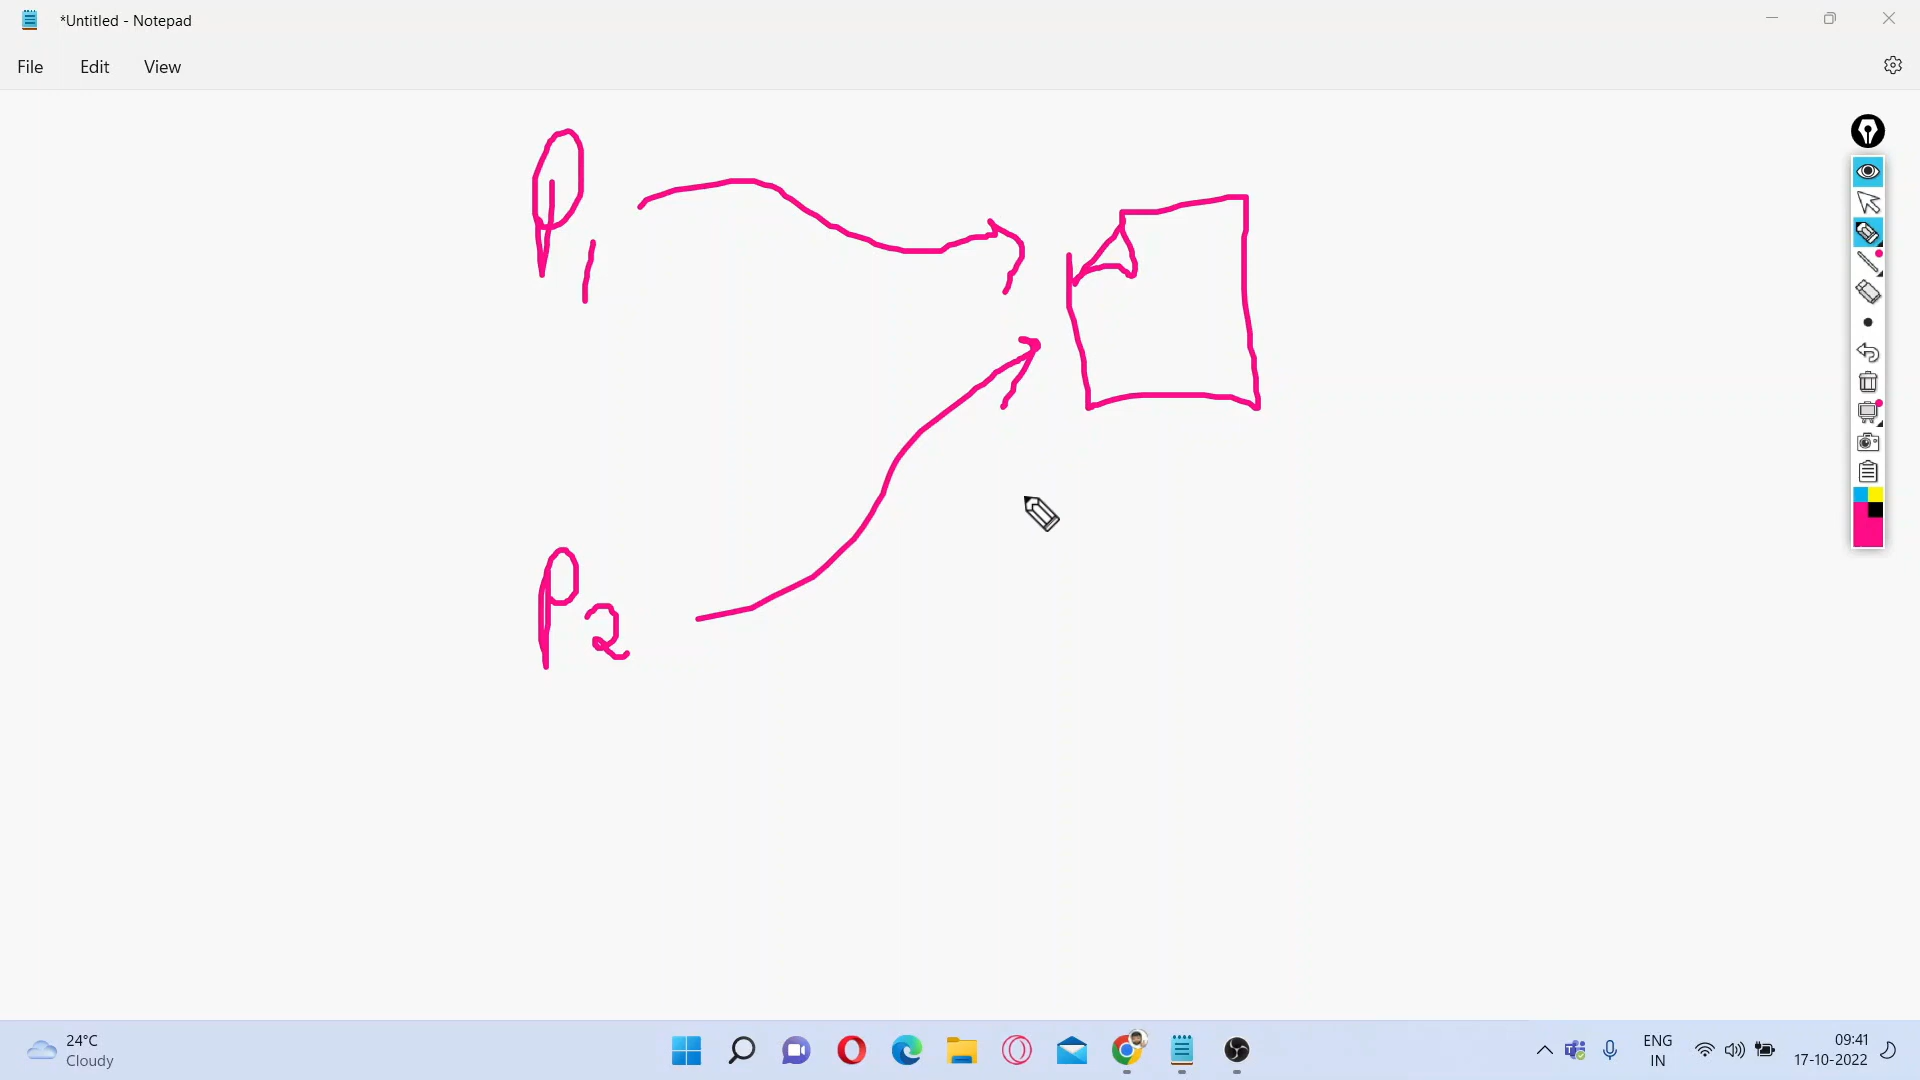 *Untitled - Notepad
File Edit View
P1
P2
24°C
Cloudy
ENG
IN
09:41
17-10-2022